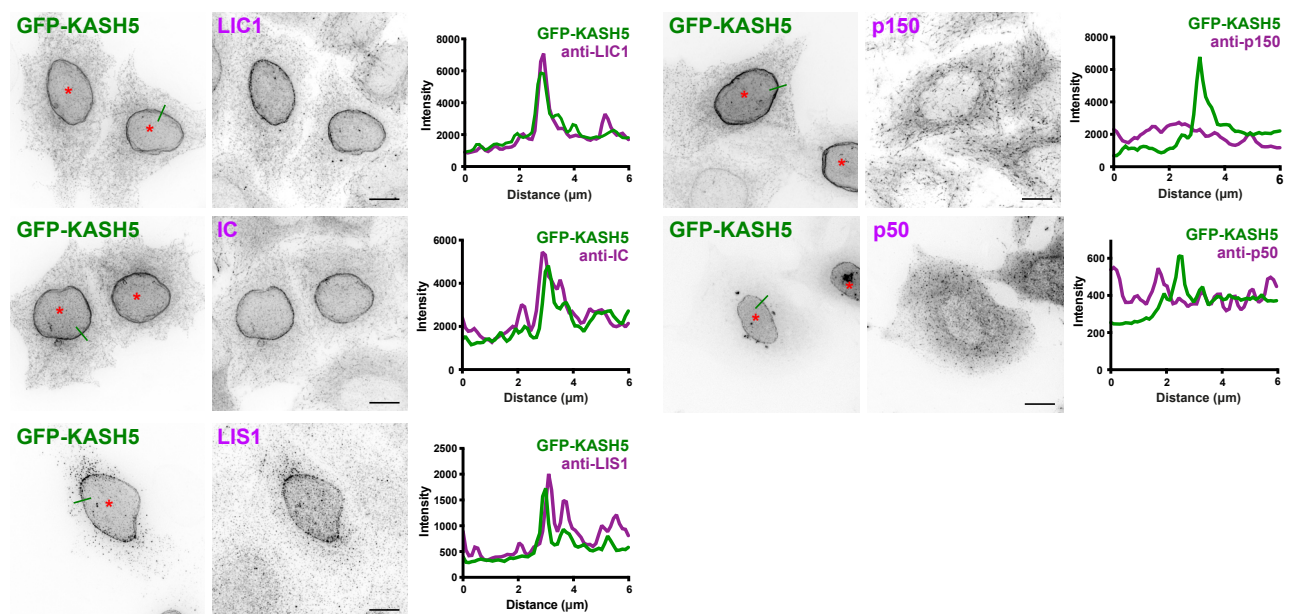 GFP-KASH5
LIC1
GFP-KASH5
anti-LIC1
Intensity
8000
6000
4000
2000
0
0 2 4 6
Distance (µm)
GFP-KASH5
p150
GFP-KASH5
anti-p150
Intensity
8000
6000
4000
2000
0
0 2 4 6
Distance (µm)
GFP-KASH5
IC
GFP-KASH5
anti-IC
Intensity
6000
4000
2000
0
0 2 4 6
Distance (µm)
GFP-KASH5
p50
GFP-KASH5
anti-p50
Intensity
600
400
200
0
0 2 4 6
Distance (µm)
GFP-KASH5
LIS1
GFP-KASH5
anti-LIS1
Intensity
2500
2000
1500
1000
500
0
0 2 4 6
Distance (µm)